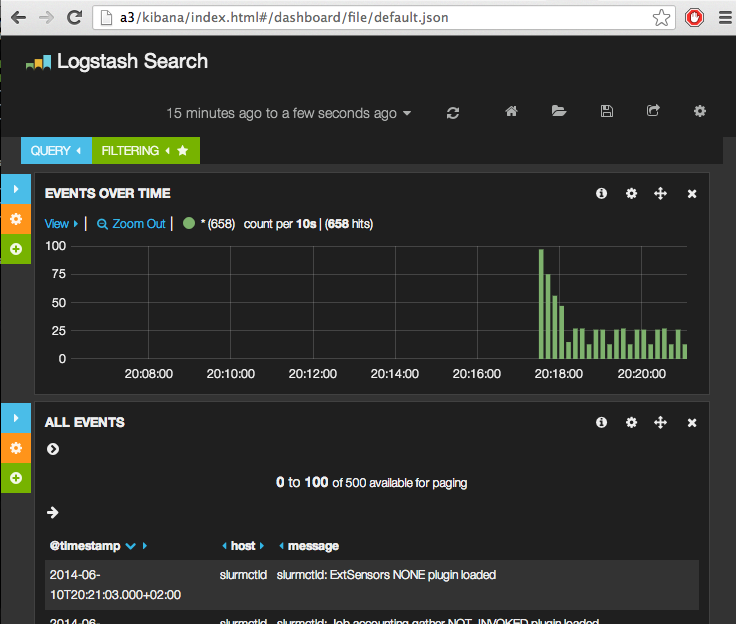 a3/kibana/index.html#/dashboard/file/default.json
Logstash Search
15 minutes ago to a few seconds ago
QUERY FILTERING
EVENTS OVER TIME
View | Zoom Out | * (658) count per 10s | (658 hits)
100
75
50
25
0
20:08:00 20:10:00 20:12:00 20:14:00 20:16:00 20:18:00 20:20:00
ALL EVENTS
0 to 100 of 500 available for paging
@timestamp host message
2014-06- slurmctld slurmctld: ExtSensors NONE plugin loaded
10T20:21:03.000+02:00
2014-06- slurmctld slurmctld: Job accounting gather NOT_INVOKED plugin loaded